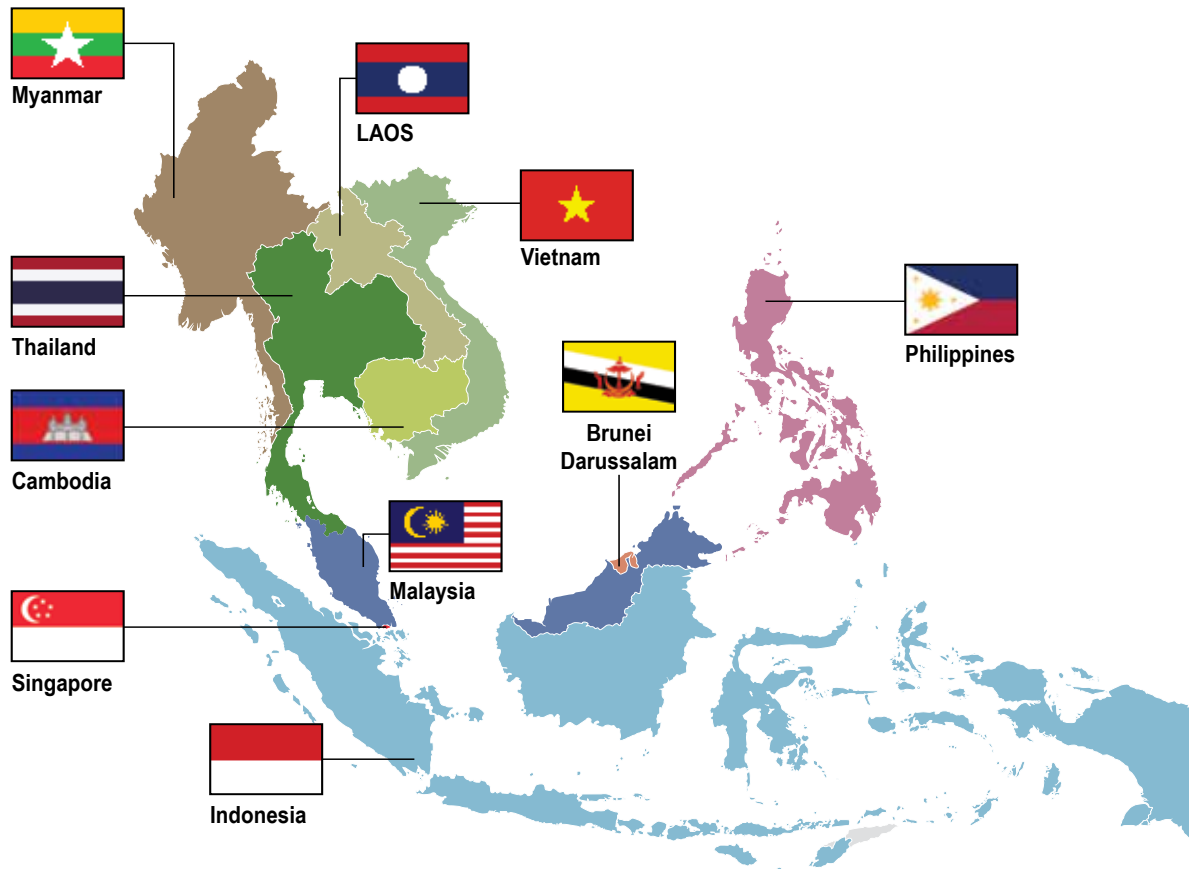 Myanmar
LAOS
Vietnam
Thailand
Philippines
Cambodia
Brunei
Darussalam
Malaysia
Singapore
Indonesia